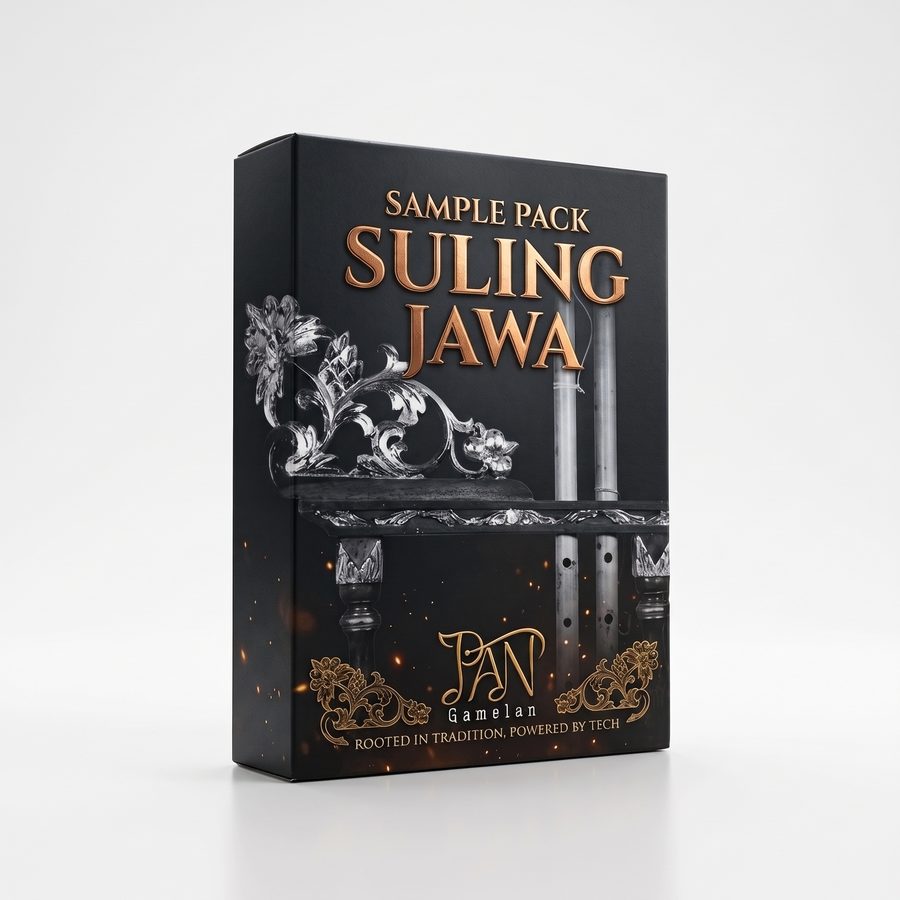 SAMPLE PACK
SULING
JAWA
PAN
Gamelan
ROOTED IN TRADITION, POWERED BY TECH